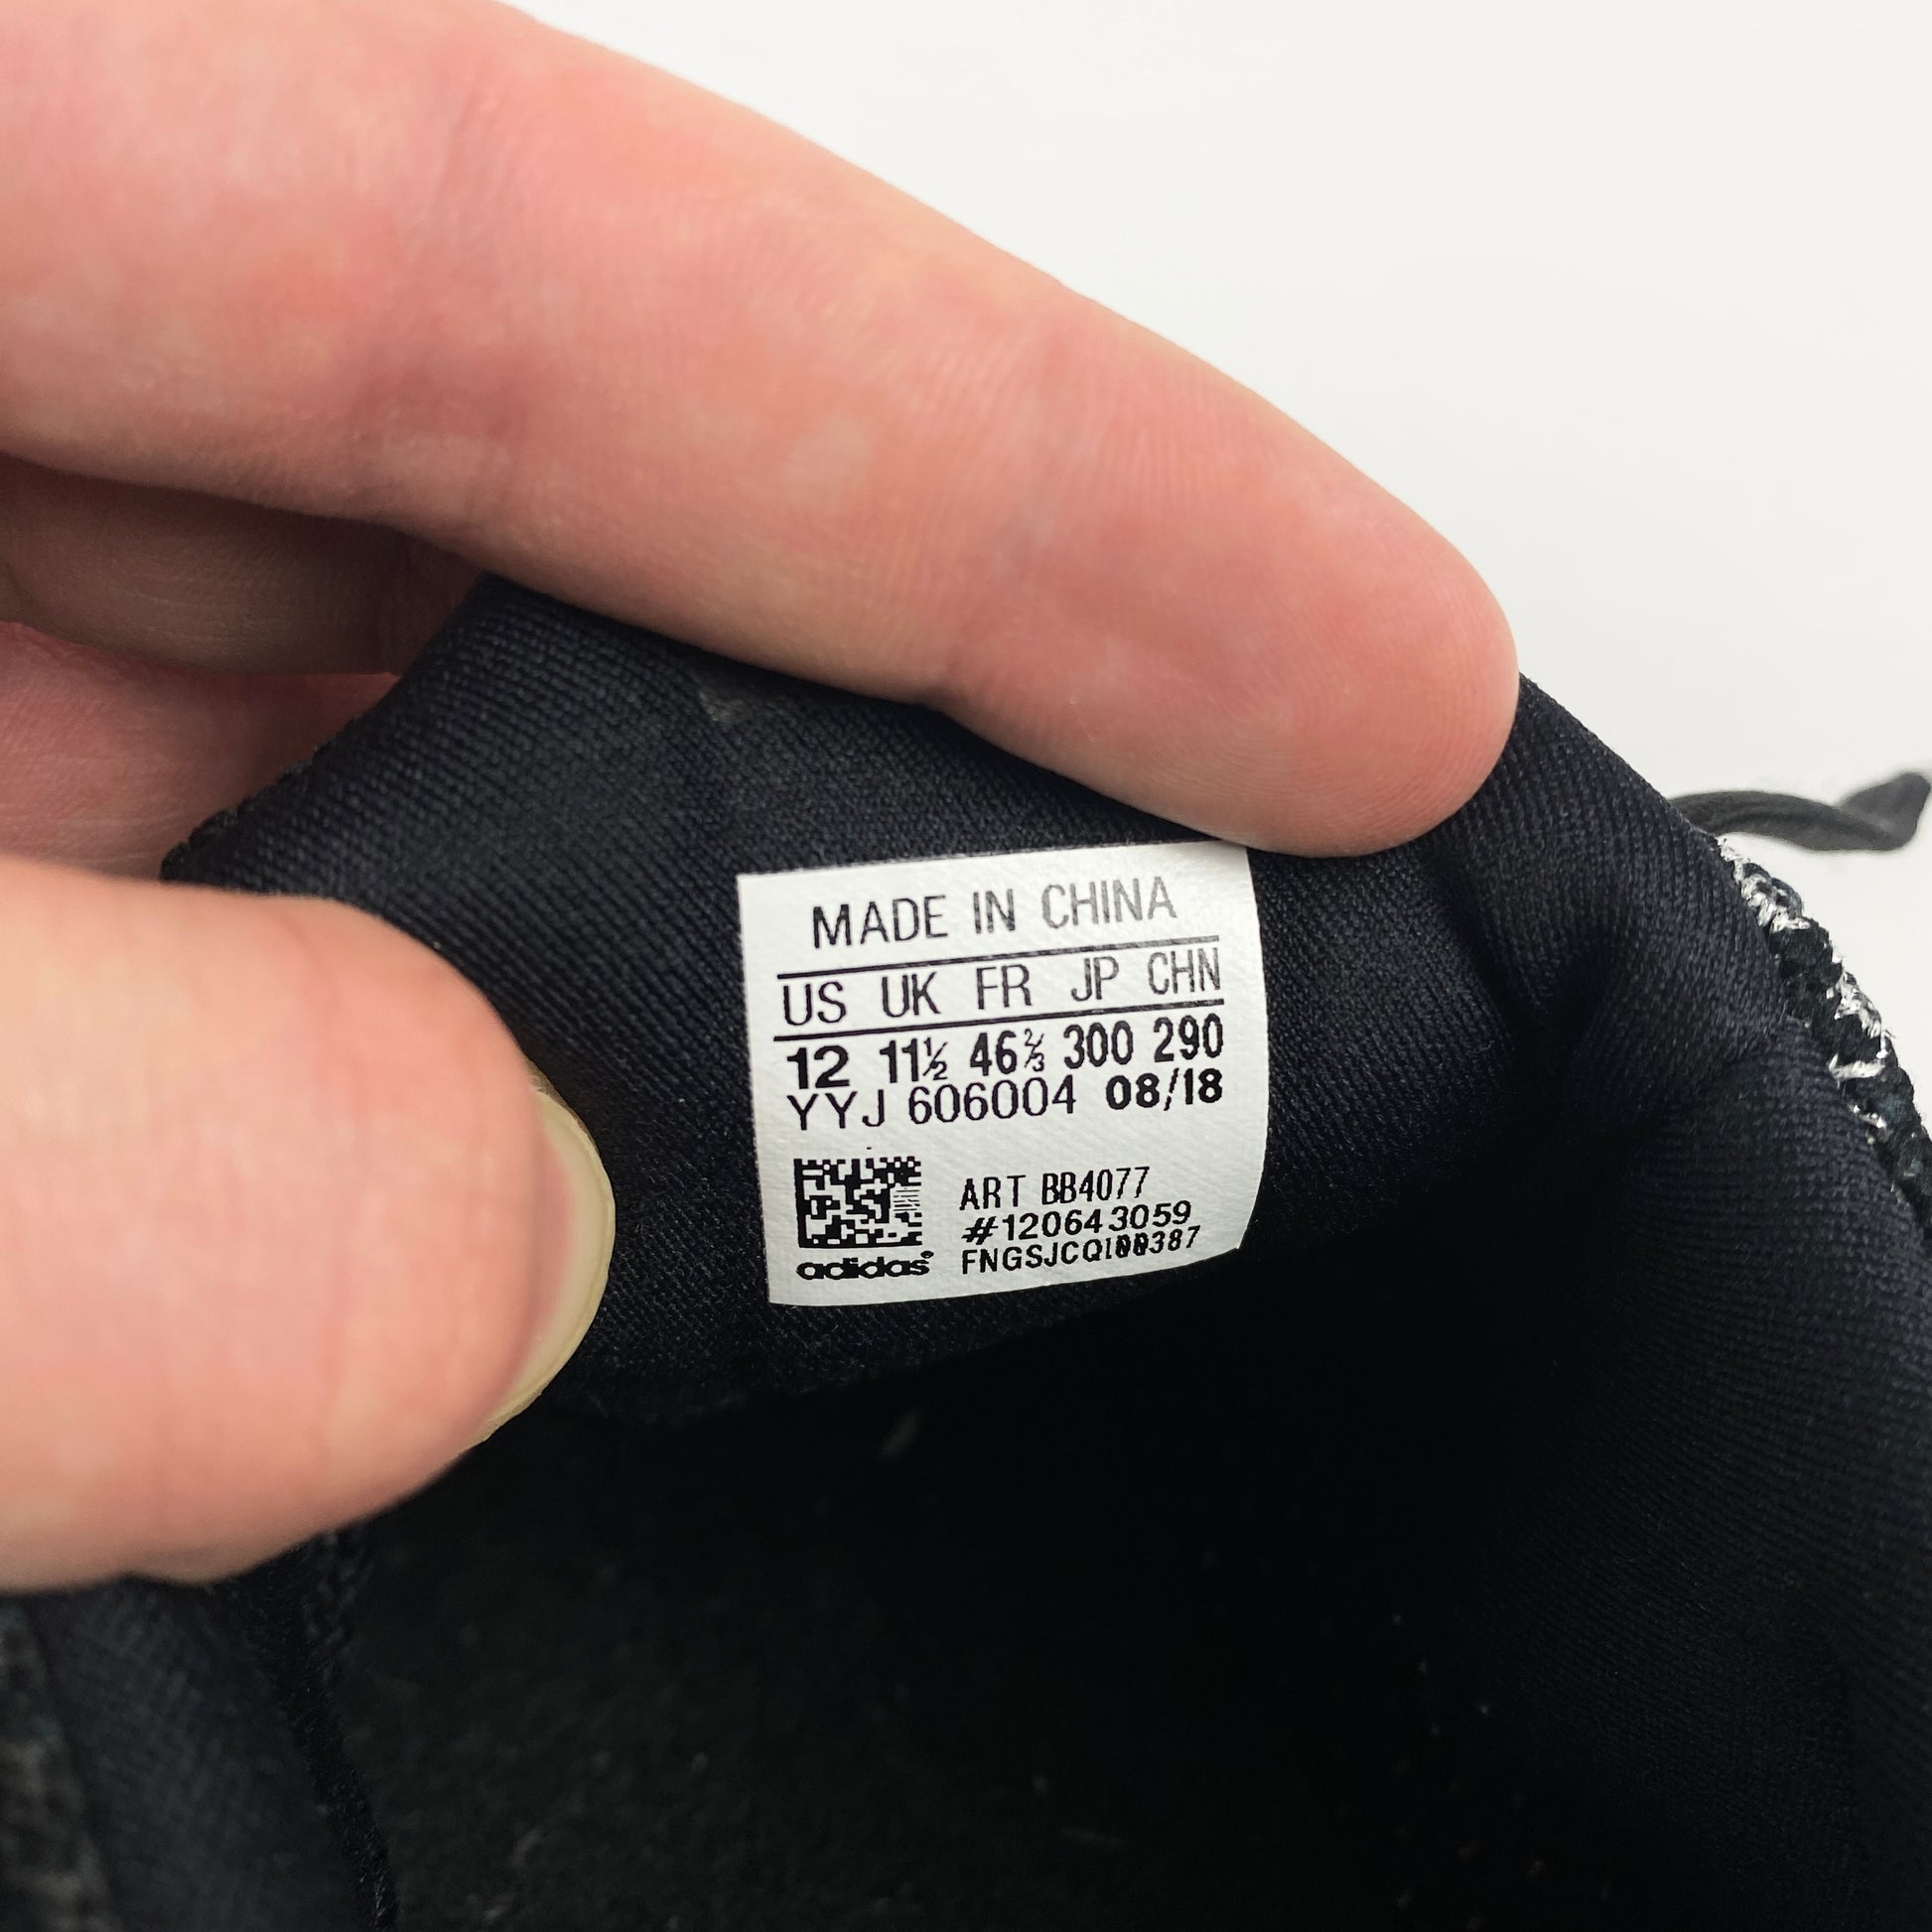 MADE IN CHINA
US UK FR JP CHN
12 11½ 46⅔ 300 290
YYJ 606004 08/18
ART BB4077
#120643059
FNGSJCQ100387
adidas®